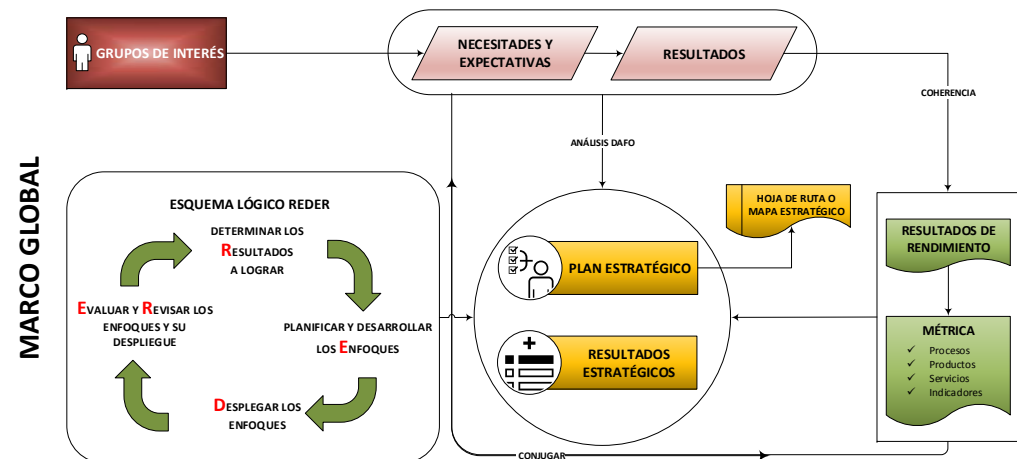 GRUPOS DE INTERÉS
NECESITADES Y
EXPECTATIVAS
RESULTADOS
COHERENCIA
ANÁLISIS DAFO
MARCO GLOBAL
ESQUEMA LÓGICO REDER
DETERMINAR LOS
RESULTADOS
A LOGRAR
EVALUAR Y REVISAR LOS
ENFOQUES Y SU
DESPLIEGUE
PLANIFICAR Y DESARROLLAR
LOS ENFOQUES
DESPLEGAR LOS
ENFOQUES
HOJA DE RUTA O
MAPA ESTRATÉGICO
PLAN ESTRATÉGICO
RESULTADOS
ESTRATÉGICOS
RESULTADOS DE
RENDIMIENTO
MÉTRICA
✓ Procesos
✓ Productos
✓ Servicios
✓ Indicadores
CONJUGAR